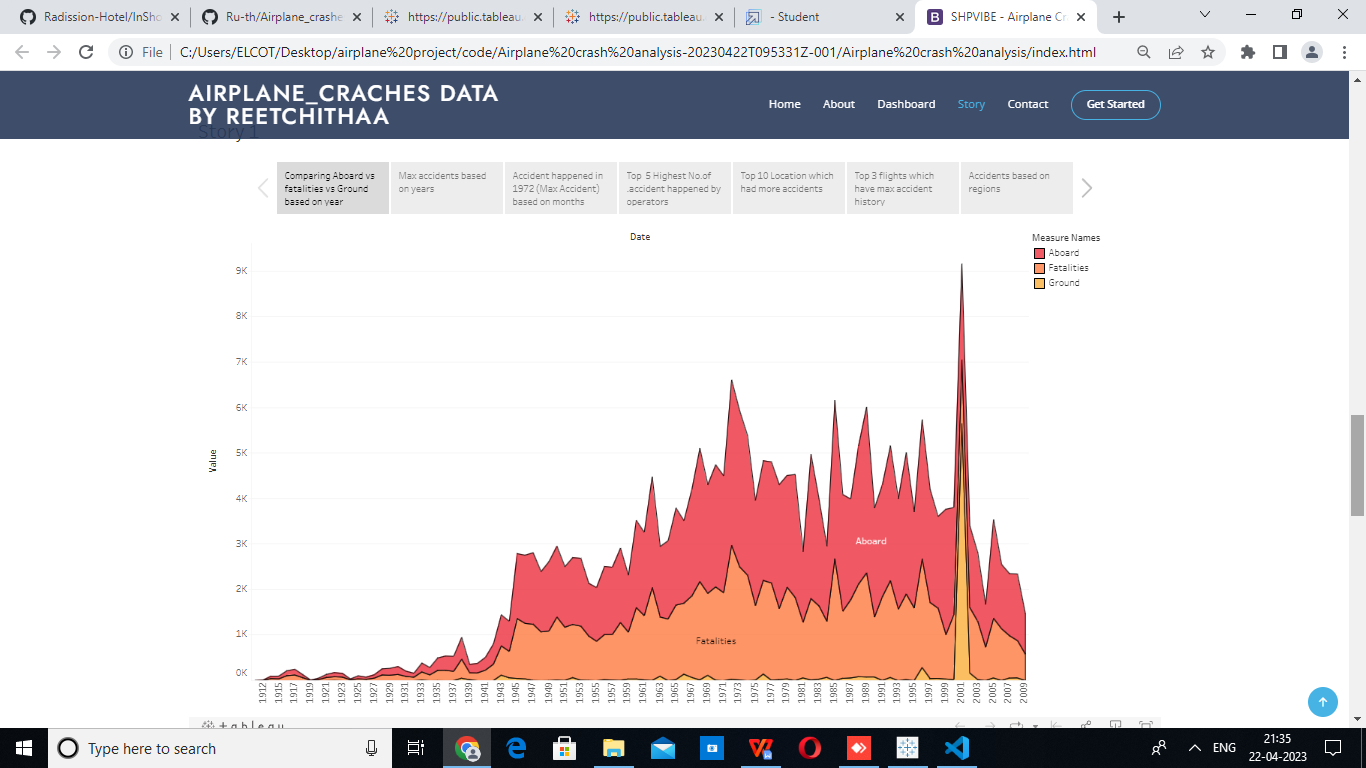 Radission-Hotel/InSho
Ru-th/Airplane_crashe
https://public.tableau.
https://public.tableau.
- Student
SHPVIBE - Airplane Cr
File
C:/Users/ELCOT/Desktop/airplane%20project/code/Airplane%20crash%20analysis-20230422T095331Z-001/Airplane%20crash%20analysis/index.html
AIRPLANE_CRACHES DATA
BY REETCHITHAA
Home
About
Dashboard
Story
Contact
Get Started
Story 1
Comparing Aboard vs
fatalities vs Ground
based on year
Max accidents based
on years
Accident happened in
1972 (Max Accident)
based on months
Top 5 Highest No.of
.accident happened by
operators
Top 10 Location which
had more accidents
Top 3 flights which
have max accident
history
Accidents based on
regions
Date
Measure Names
Aboard
Fatalities
Ground
9K
8K
7K
6K
5K
4K
3K
2K
1K
0K
Value
Aboard
Fatalities
1912
1915
1917
1919
1921
1923
1925
1927
1929
1931
1933
1935
1937
1939
1941
1943
1945
1947
1949
1951
1953
1955
1957
1959
1961
1963
1965
1967
1969
1971
1973
1975
1977
1979
1981
1983
1985
1987
1989
1991
1993
1995
1997
1999
2001
2003
2005
2007
2009
tableau
Type here to search
ENG
21:35
22-04-2023